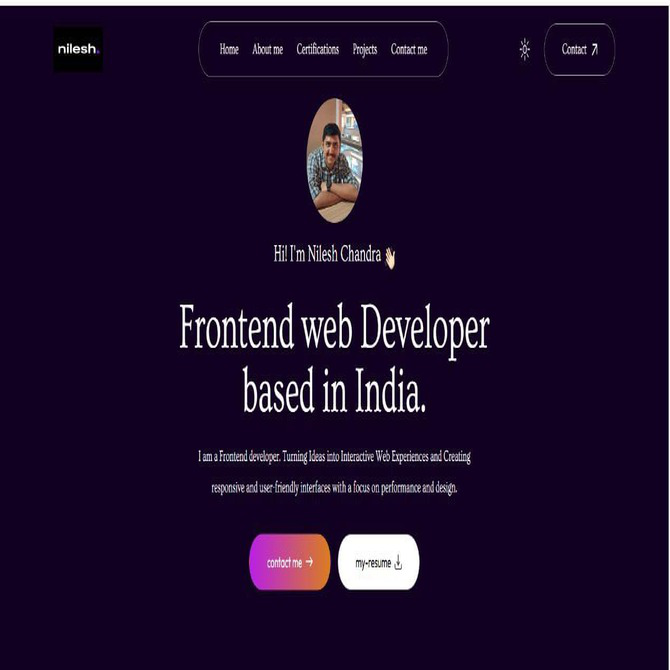 nilesh.
Home About me Certifications Projects Contact me
Contact
Hi! I'm Nilesh Chandra
Frontend web Developer
based in India.
I am a Frontend developer. Turning Ideas into Interactive Web Experiences and Creating
responsive and user-friendly interfaces with a focus on performance and design.
contact me
my-resume